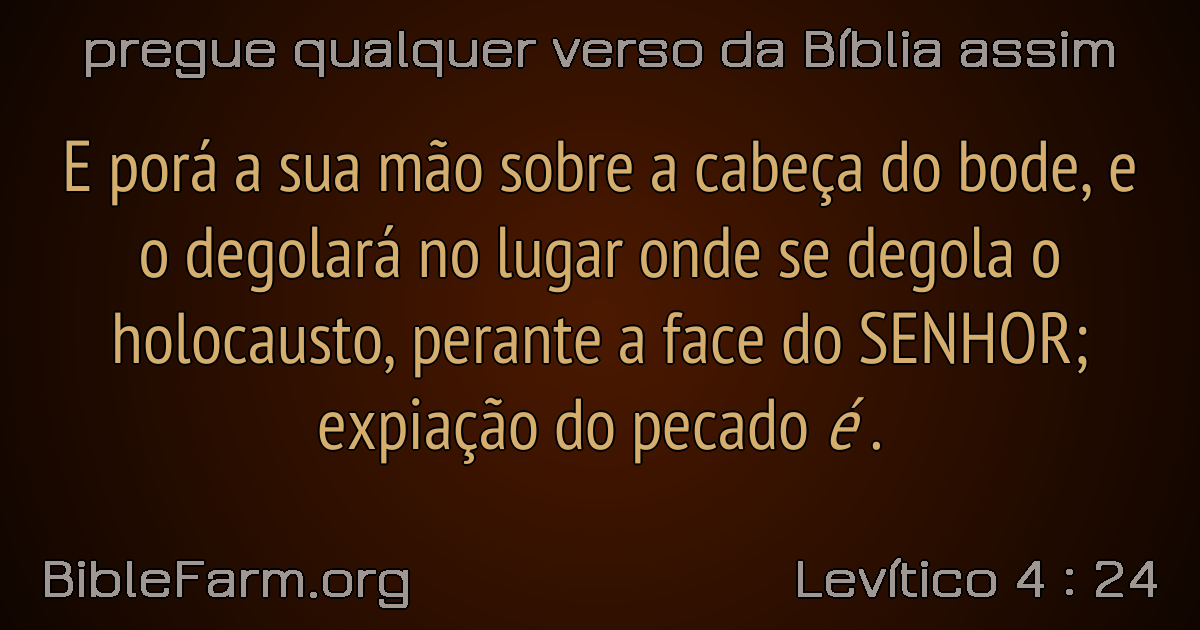 pregue qualquer verso da Bíblia assim
E porá a sua mão sobre a cabeça do bode, e
o degolará no lugar onde se degola o
holocausto, perante a face do SENHOR;
expiação do pecado é .
BibleFarm.org
Levítico 4 : 24